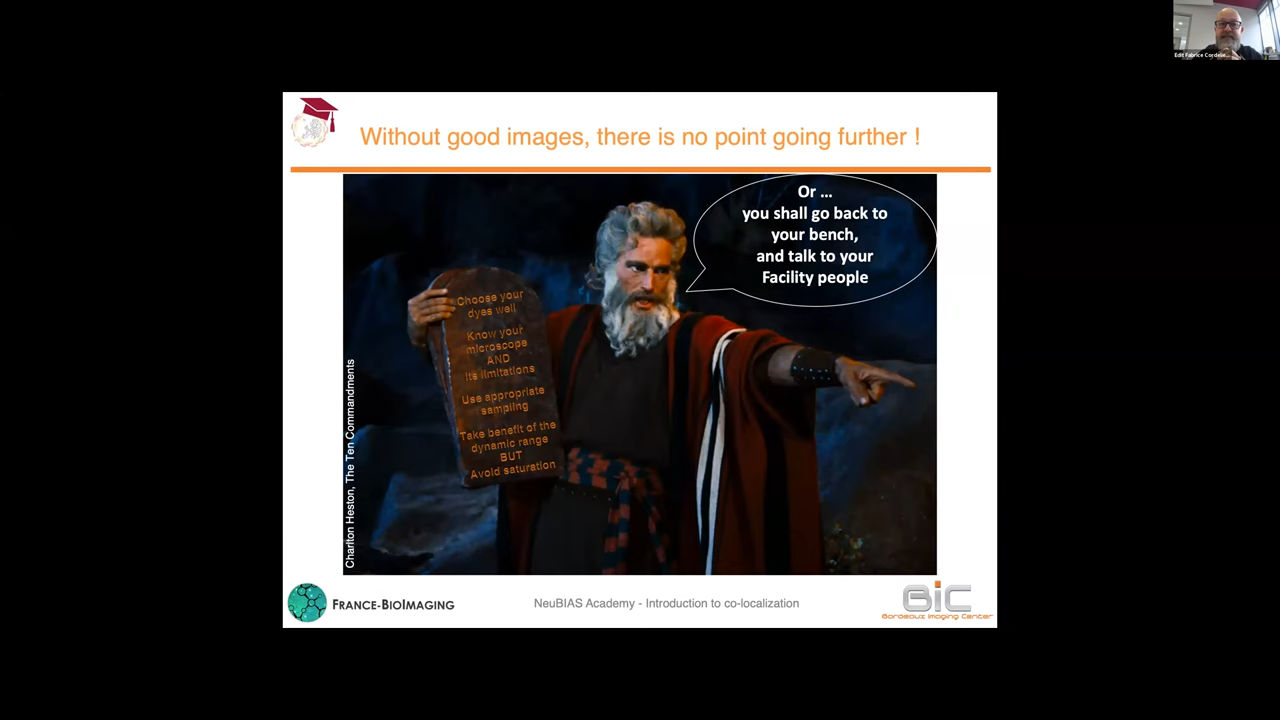 Without good images, there is no point going further !
Or ...
you shall go back to
your bench,
and talk to your
Facility people
Choose your
dyes well
Know your
microscope
AND
its limitations
Use appropriate
sampling
Take benefit of the
dynamic range
BUT
Avoid saturation
Charlton Heston, The Ten Commandments
FRANCE-BIOIMAGING
NeuBIAS Academy - Introduction to co-localization
BiC
Bordeaux Imaging Center
Edit Fabrice